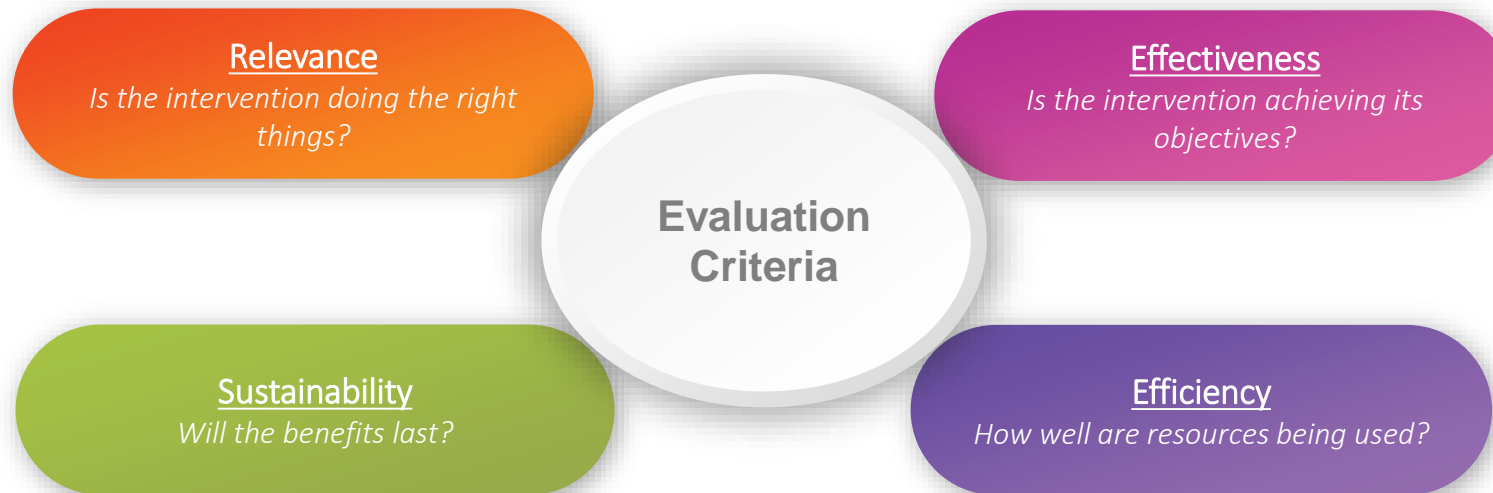 Relevance
Is the intervention doing the right
things?
Effectiveness
Is the intervention achieving its
objectives?
Evaluation
Criteria
Sustainability
Will the benefits last?
Efficiency
How well are resources being used?